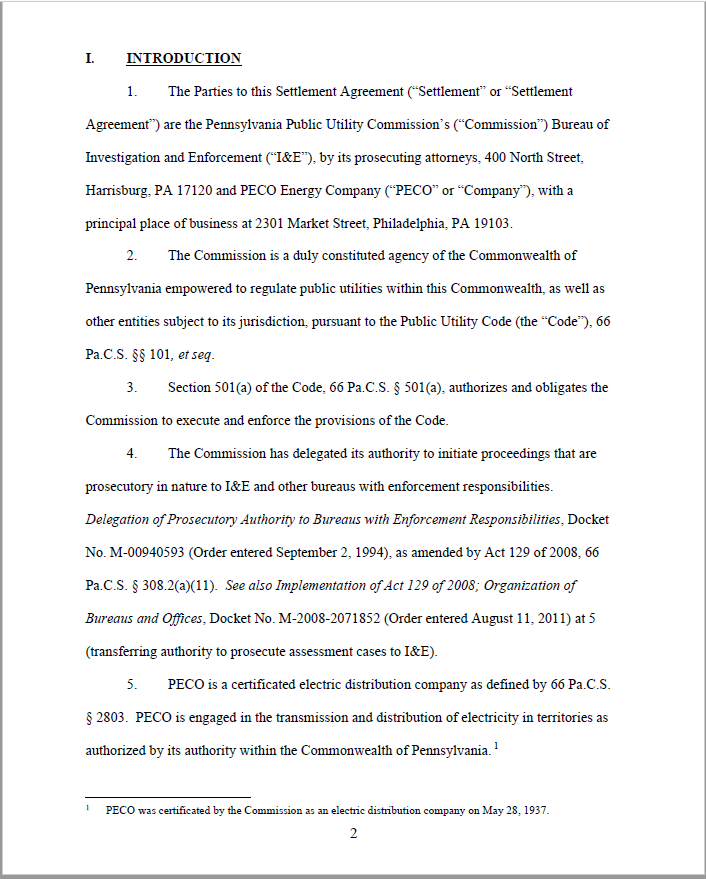 I. INTRODUCTION
1. The Parties to this Settlement Agreement (“Settlement” or “Settlement
Agreement”) are the Pennsylvania Public Utility Commission’s (“Commission”) Bureau of
Investigation and Enforcement (“I&E”), by its prosecuting attorneys, 400 North Street,
Harrisburg, PA 17120 and PECO Energy Company (“PECO” or “Company”), with a
principal place of business at 2301 Market Street, Philadelphia, PA 19103.
2. The Commission is a duly constituted agency of the Commonwealth of
Pennsylvania empowered to regulate public utilities within this Commonwealth, as well as
other entities subject to its jurisdiction, pursuant to the Public Utility Code (the “Code”), 66
Pa.C.S. §§ 101, et seq.
3. Section 501(a) of the Code, 66 Pa.C.S. § 501(a), authorizes and obligates the
Commission to execute and enforce the provisions of the Code.
4. The Commission has delegated its authority to initiate proceedings that are
prosecutory in nature to I&E and other bureaus with enforcement responsibilities.
Delegation of Prosecutory Authority to Bureaus with Enforcement Responsibilities, Docket
No. M-00940593 (Order entered September 2, 1994), as amended by Act 129 of 2008, 66
Pa.C.S. § 308.2(a)(11). See also Implementation of Act 129 of 2008; Organization of
Bureaus and Offices, Docket No. M-2008-2071852 (Order entered August 11, 2011) at 5
(transferring authority to prosecute assessment cases to I&E).
5. PECO is a certificated electric distribution company as defined by 66 Pa.C.S.
§ 2803. PECO is engaged in the transmission and distribution of electricity in territories as
authorized by its authority within the Commonwealth of Pennsylvania. 1
1 PECO was certificated by the Commission as an electric distribution company on May 28, 1937.
2